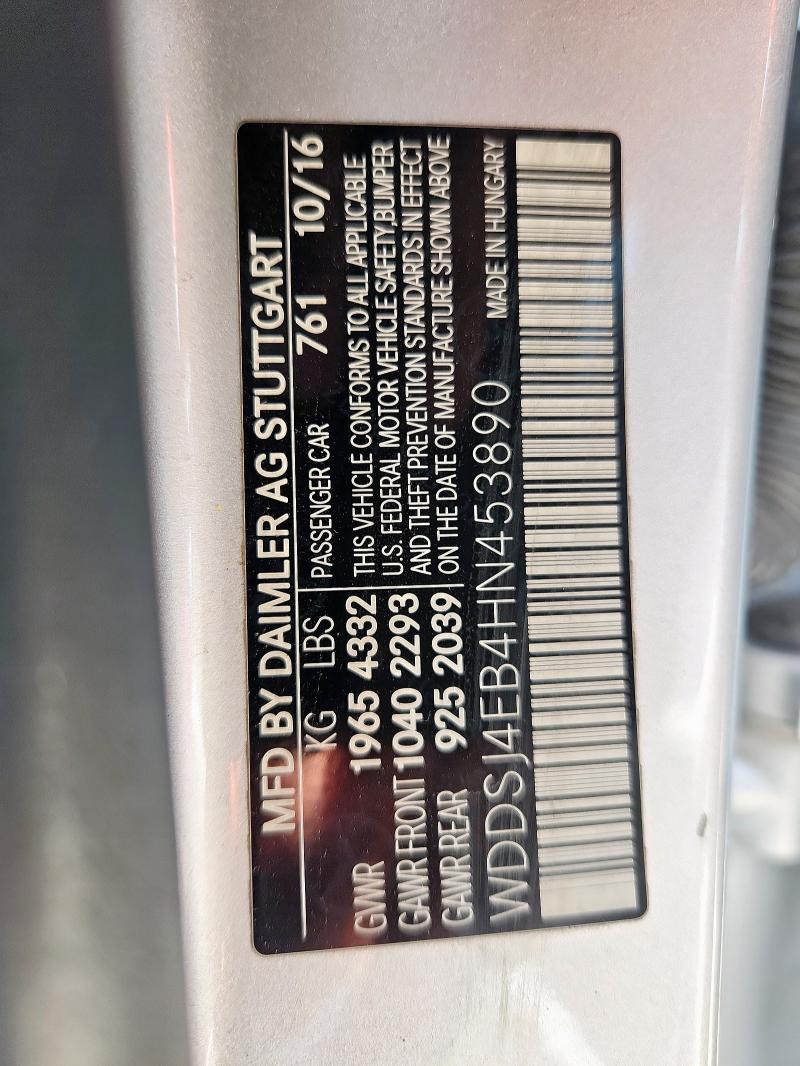 MFD BY DAIMLER AG STUTTGART
KG LBS PASSENGER CAR 761 10/16
GVWR 1965 4332 THIS VEHICLE CONFORMS TO ALL APPLICABLE
GAWR FRONT 1040 2293 U.S. FEDERAL MOTOR VEHICLE SAFETY,BUMPER
AND THEFT PREVENTION STANDARDS IN EFFECT
GAWR REAR 925 2039 ON THE DATE OF MANUFACTURE SHOWN ABOVE
WDDSJ4EB4HN453890 MADE IN HUNGARY